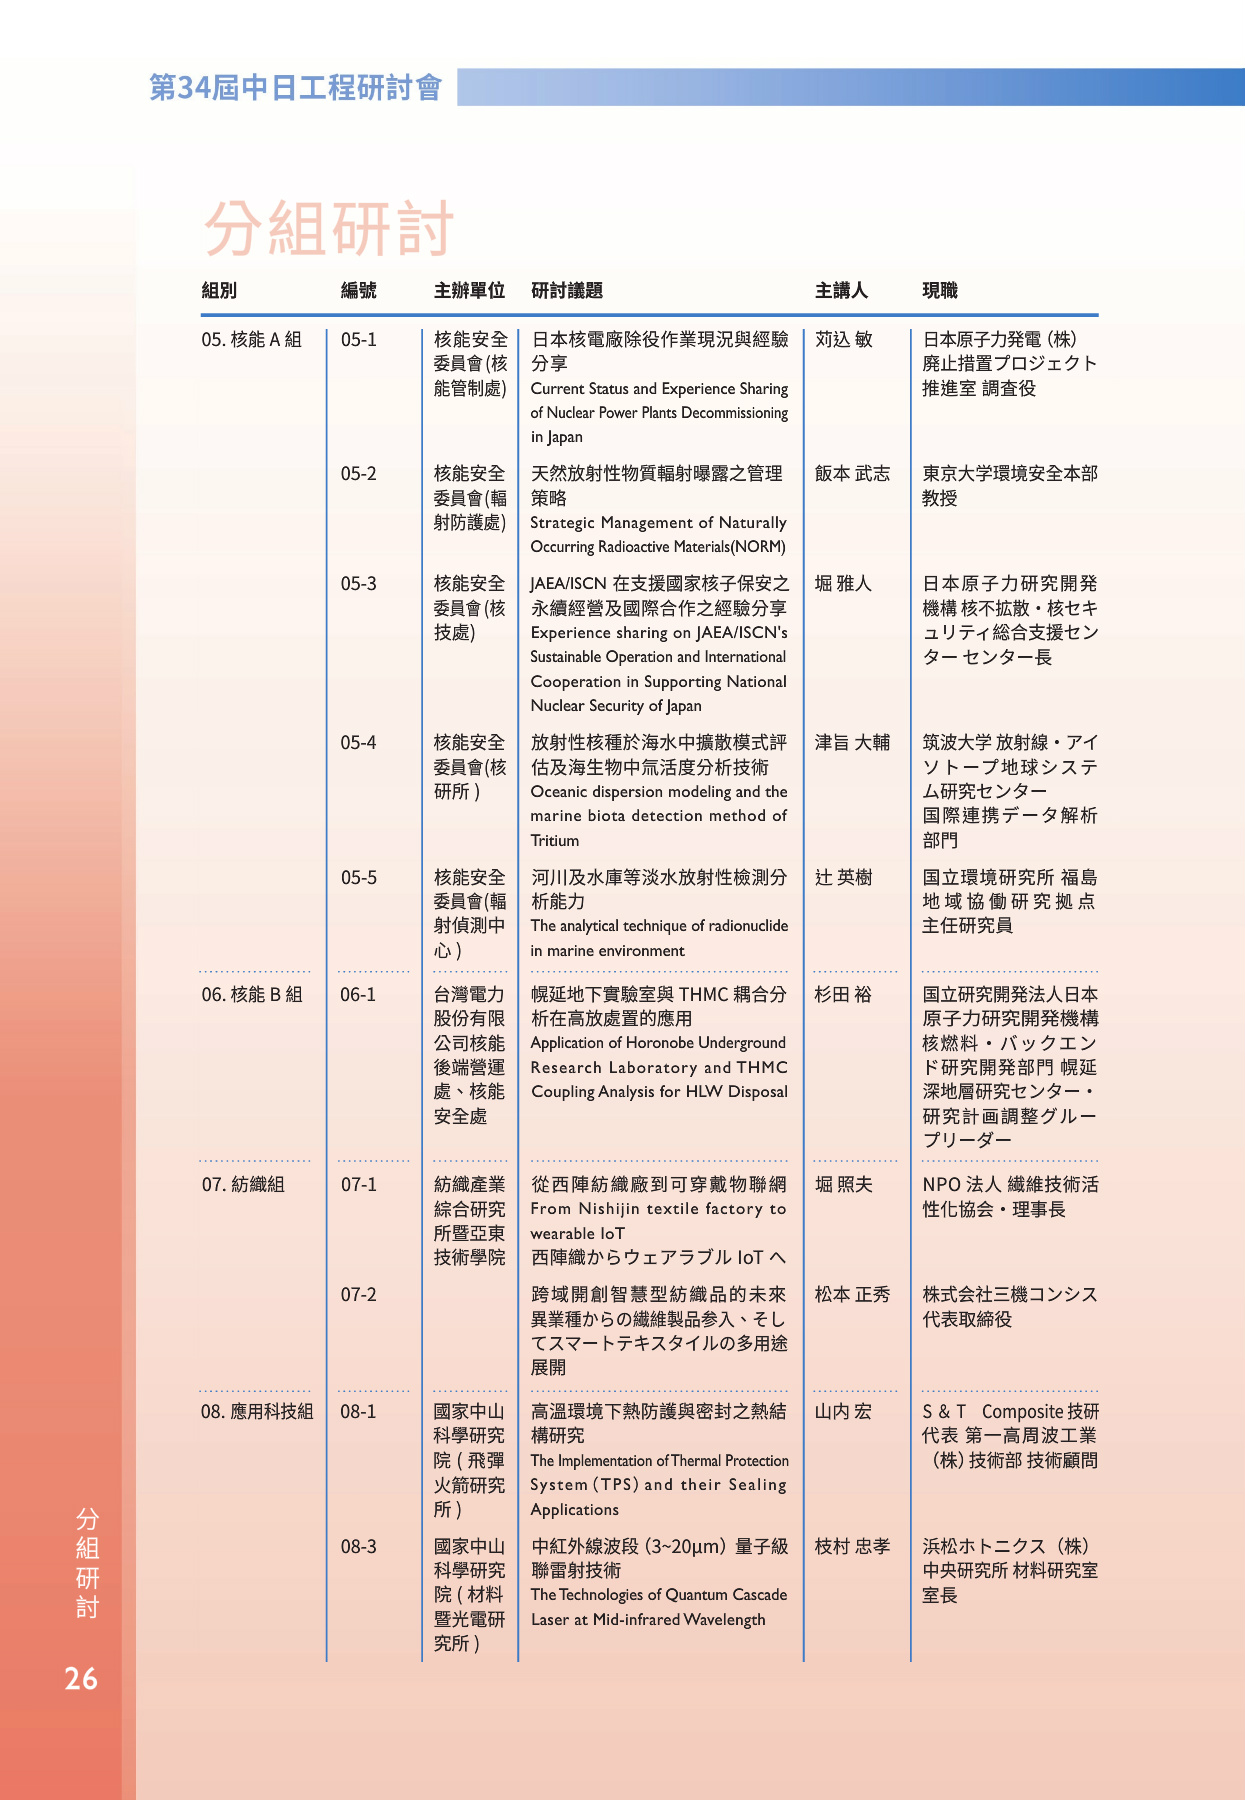 第34屆中日工程研討會
分組研討
組別 編號 主辦單位 研討議題 主講人 現職
05. 核能 A 組
05-1
核能安全
委員會(核
能管制處)
日本核電廠除役作業現況與經驗
分享
Current Status and Experience Sharing
of Nuclear Power Plants Decommissioning
in Japan
苅込 敏
日本原子力発電（株）
廃止措置プロジェクト
推進室 調査役
05-2
核能安全
委員會(輻
射防護處)
天然放射性物質輻射曝露之管理
策略
Strategic Management of Naturally
Occurring Radioactive Materials(NORM)
飯本 武志
東京大学環境安全本部
教授
05-3
核能安全
委員會(核
技處)
JAEA/ISCN 在支援國家核子保安之
永續經營及國際合作之經驗分享
Experience sharing on JAEA/ISCN's
Sustainable Operation and International
Cooperation in Supporting National
Nuclear Security of Japan
堀 雅人
日本原子力研究開発
機構 核不拡散・核セキ
ュリティ総合支援セン
ター センター長
05-4
核能安全
委員會(核
研所 )
放射性核種於海水中擴散模式評
估及海生物中氚活度分析技術
Oceanic dispersion modeling and the
marine biota detection method of
Tritium
津旨 大輔
筑波大学 放射線・アイ
ソトープ地球システ
ム研究センター
国際連携データ解析
部門
05-5
核能安全
委員會(輻
射偵測中
心 )
河川及水庫等淡水放射性檢測分
析能力
The analytical technique of radionuclide
in marine environment
辻 英樹
国立環境研究所 福島
地域協働研究拠点
主任研究員
06. 核能 B 組
06-1
台灣電力
股份有限
公司核能
後端營運
處、核能
安全處
幌延地下實驗室與 THMC 耦合分
析在高放處置的應用
Application of Horonobe Underground
Research Laboratory and THMC
Coupling Analysis for HLW Disposal
杉田 裕
国立研究開発法人日本
原子力研究開発機構
核燃料・バックエン
ド研究開発部門 幌延
深地層研究センター・
研究計画調整グルー
プリーダー
07. 紡織組
07-1
紡織產業
綜合研究
所暨亞東
技術學院
從西陣紡織廠到可穿戴物聯網
From Nishijin textile factory to
wearable IoT
西陣織からウェアラブル IoT へ
堀 照夫
NPO 法人 繊維技術活
性化協会・理事長
07-2
跨域開創智慧型紡織品的未來
異業種からの繊維製品参入、そし
てスマートテキスタイルの多用途
展開
松本 正秀
株式会社三機コンシス
代表取締役
08. 應用科技組
08-1
國家中山
科學研究
院 ( 飛彈
火箭研究
所 )
高溫環境下熱防護與密封之熱結
構研究
The Implementation of Thermal Protection
System（TPS）and their Sealing
Applications
山内 宏
S & T Composite 技研
代表 第一高周波工業
（株）技術部 技術顧問
08-3
國家中山
科學研究
院 ( 材料
暨光電研
究所 )
中紅外線波段（3~20μm）量子級
聯雷射技術
The Technologies of Quantum Cascade
Laser at Mid-infrared Wavelength
枝村 忠孝
浜松ホトニクス（株）
中央研究所 材料研究室
室長
分組研討
26